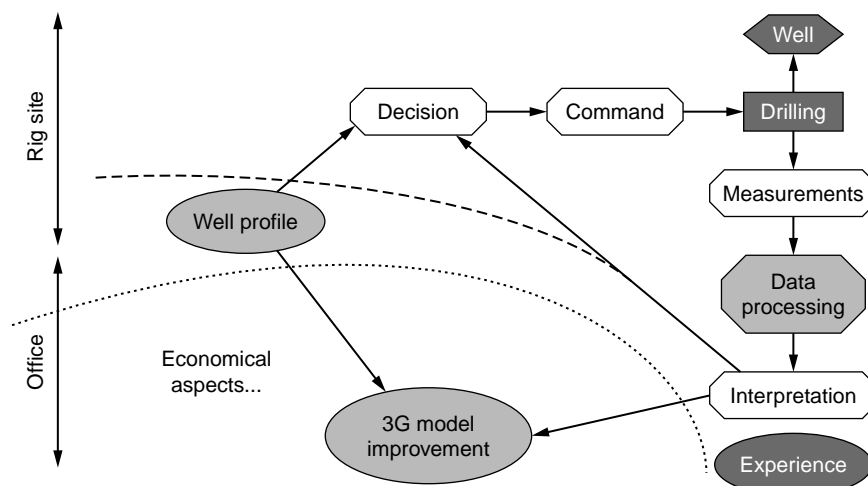 Well
Rig site
Decision
Command
Drilling
Measurements
Well profile
Data
processing
Office
Economical
aspects...
Interpretation
3G model
improvement
Experience